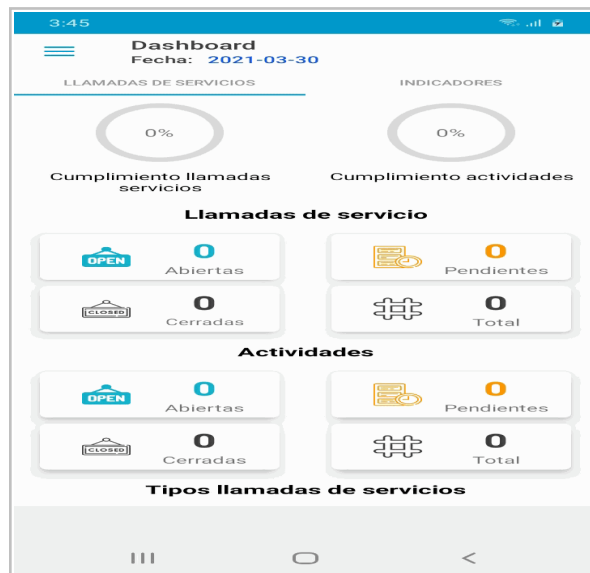 3:45
Dashboard
Fecha: 2021-03-30
LLAMADAS DE SERVICIOS
INDICADORES
0%
0%
Cumplimiento llamadas
servicios
Cumplimiento actividades
Llamadas de servicio
OPEN
0
Abiertas
0
Pendientes
CLOSED
0
Cerradas
0
Total
Actividades
OPEN
0
Abiertas
0
Pendientes
CLOSED
0
Cerradas
0
Total
Tipos llamadas de servicios